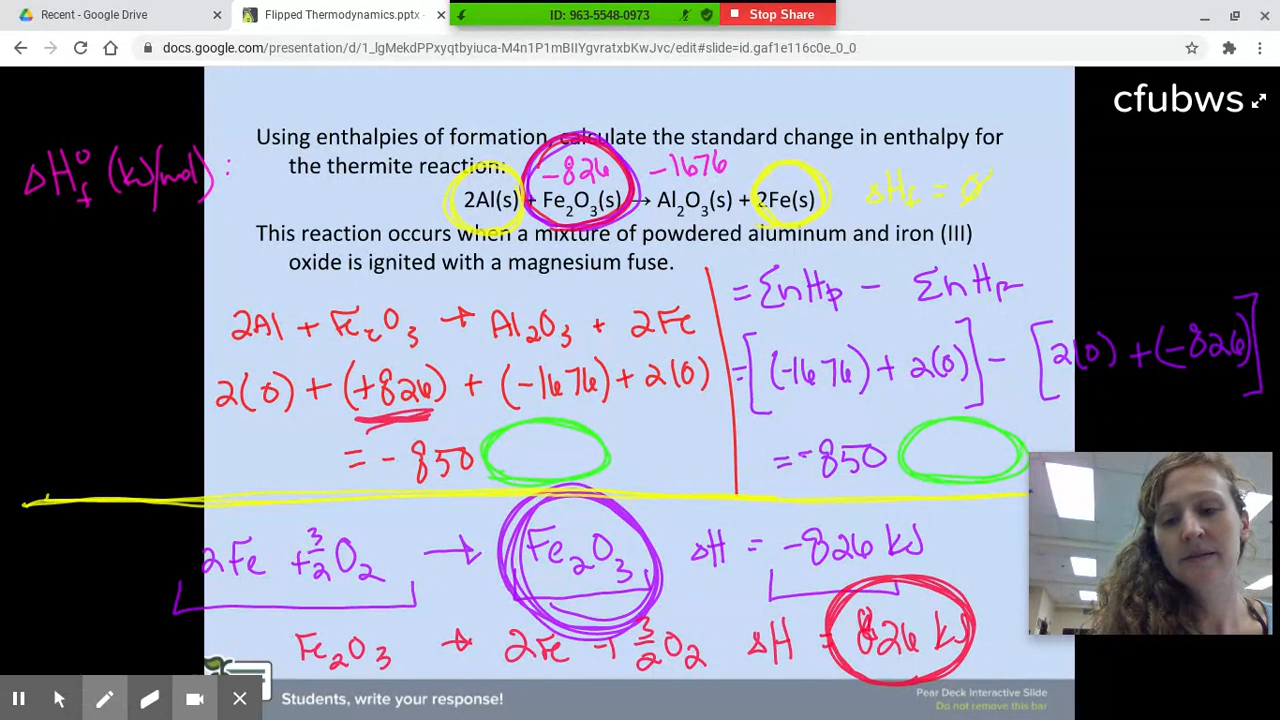 Recent - Google Drive
Flipped Thermodynamics.pptx -
ID: 963-5548-0973
Stop Share
docs.google.com/presentation/d/1_lgMekdPPxyqtbyiuca-M4n1P1mBIIYgvratxbKwJvc/edit#slide=id.gaf1e116c0e_0_0
cfubws
Using enthalpies of formation, calculate the standard change in enthalpy for
the thermite reaction:
ΔH°f (kJ/mol) :
-826 -1676
2Al(s) + Fe2O3(s) → Al2O3(s) + 2Fe(s)
ΔHf = 0
This reaction occurs when a mixture of powdered aluminum and iron (III)
oxide is ignited with a magnesium fuse.
= ΣnHp - ΣnHr
2Al + Fe2O3 → Al2O3 + 2Fe
= [(-1676) + 2(0)] - [2(0) + (-826)]
2(0) + (+826) + (-1676) + 2(0)
= -850
= -850
2Fe + 3/2 O2 → Fe2O3 ΔH = -826 kJ
Fe2O3 → 2Fe + 3/2 O2 ΔH = 826 kJ
Students, write your response!
Pear Deck Interactive Slide
Do not remove this bar